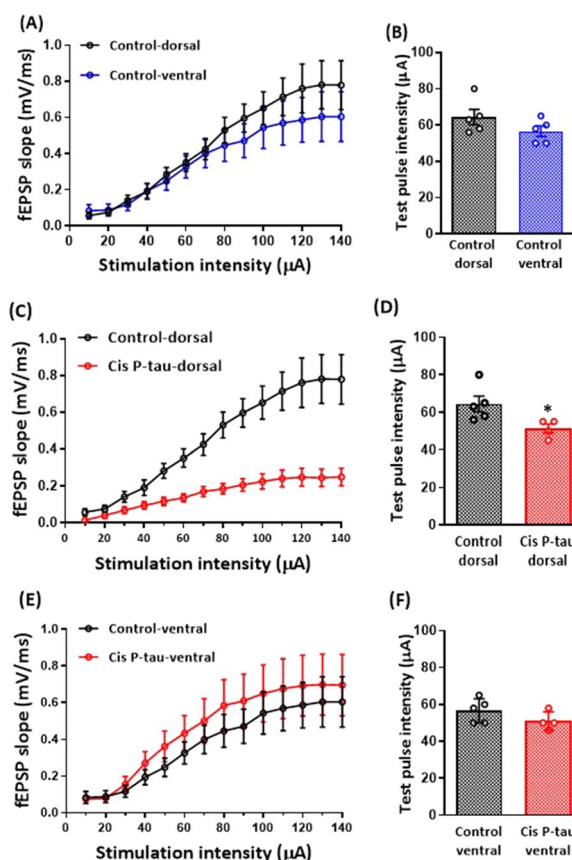 (A)
Control-dorsal
Control-ventral
fEPSP slope (mV/ms)
1.0
0.8
0.6
0.4
0.2
0.0
0 20 40 60 80 100 120 140
Stimulation intensity (µA)
(B)
Test pulse intensity (µA)
100
80
60
40
20
0
Control dorsal
Control ventral
(C)
Control-dorsal
Cis P-tau-dorsal
fEPSP slope (mV/ms)
1.0
0.8
0.6
0.4
0.2
0.0
0 20 40 60 80 100 120 140
Stimulation intensity (µA)
(D)
Test pulse intensity (µA)
100
80
60
40
20
0
*
Control dorsal
Cis P-tau dorsal
(E)
Control-ventral
Cis P-tau-ventral
fEPSP slope (mV/ms)
1.0
0.8
0.6
0.4
0.2
0.0
0 20 40 60 80 100 120 140
Stimulation intensity (µA)
(F)
Test pulse intensity (µA)
100
80
60
40
20
0
Control ventral
Cis P-tau ventral